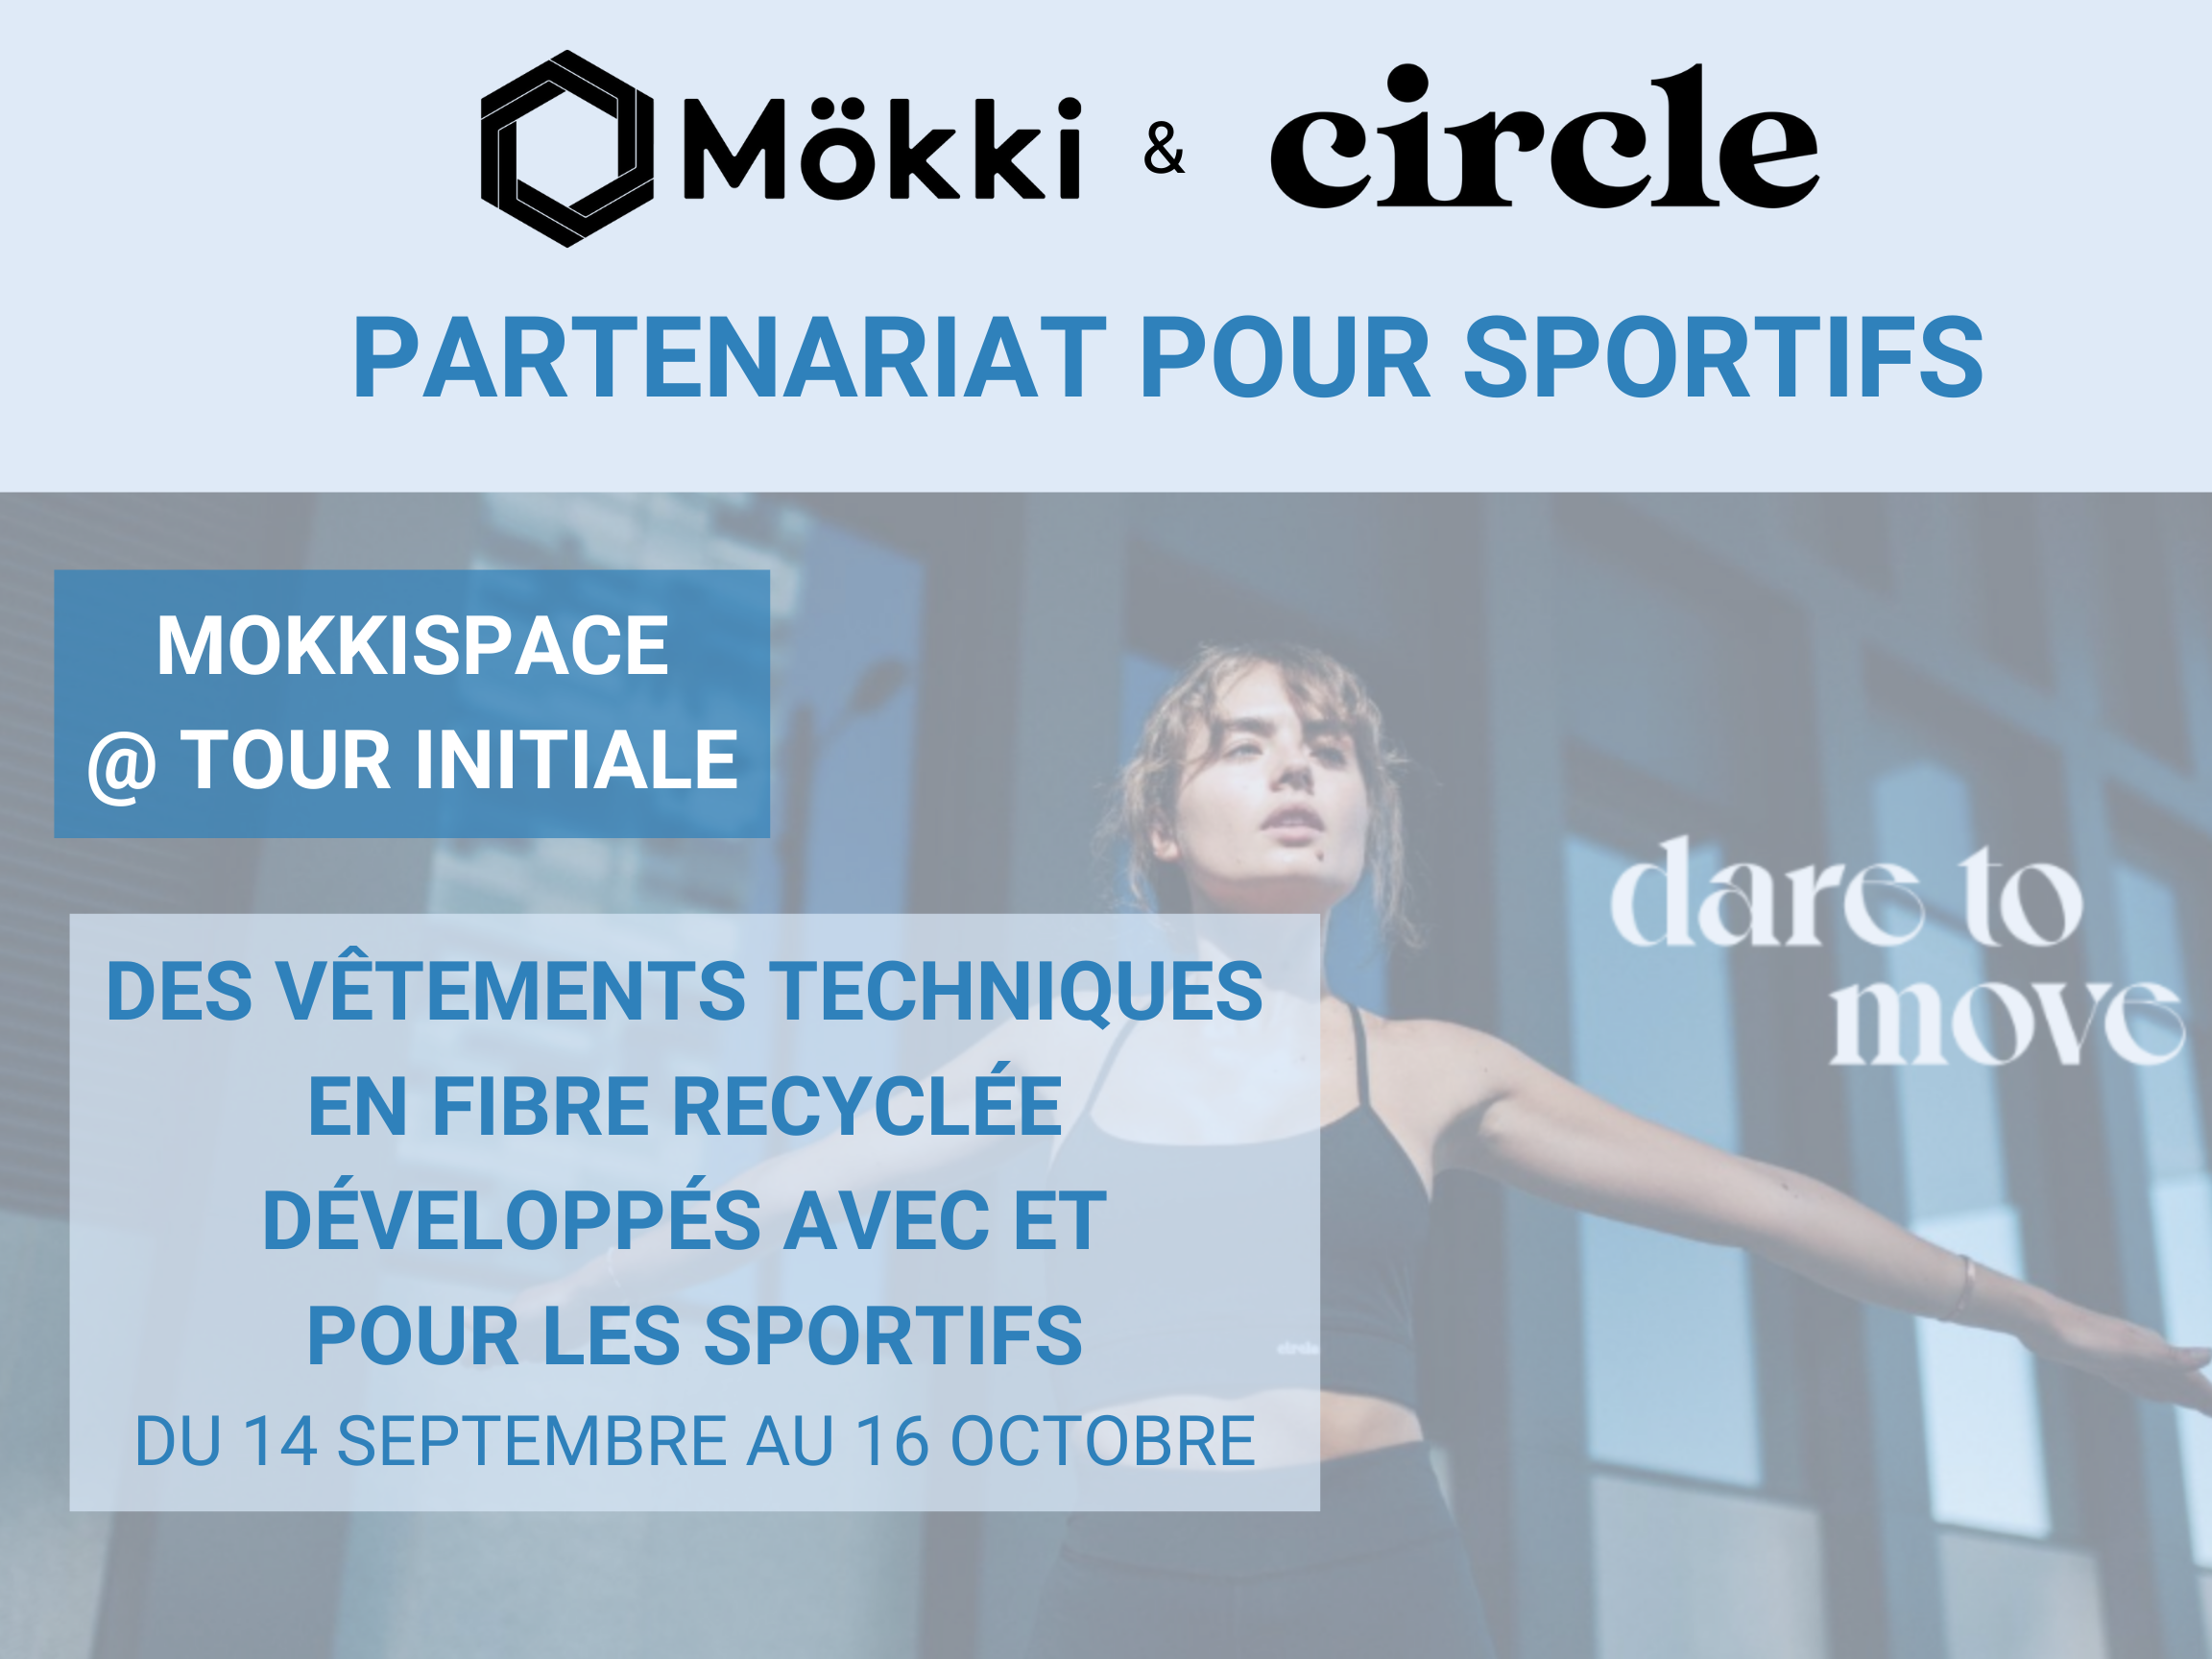 Mökki & circle
PARTENARIAT POUR SPORTIFS
MOKKISPACE
@ TOUR INITIALE
dare to
move
DES VÊTEMENTS TECHNIQUES
EN FIBRE RECYCLÉE
DÉVELOPPÉS AVEC ET
POUR LES SPORTIFS
DU 14 SEPTEMBRE AU 16 OCTOBRE
circle